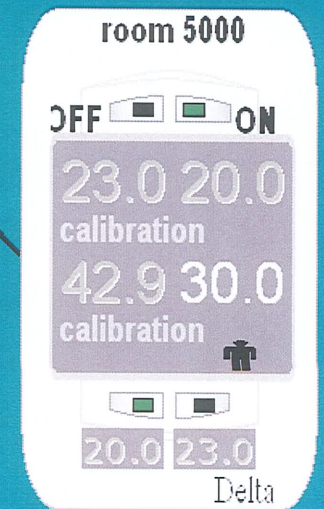 room 5000
OFF ON
23.0 20.0
calibration
42.9 30.0
calibration
20.0 23.0
Delta